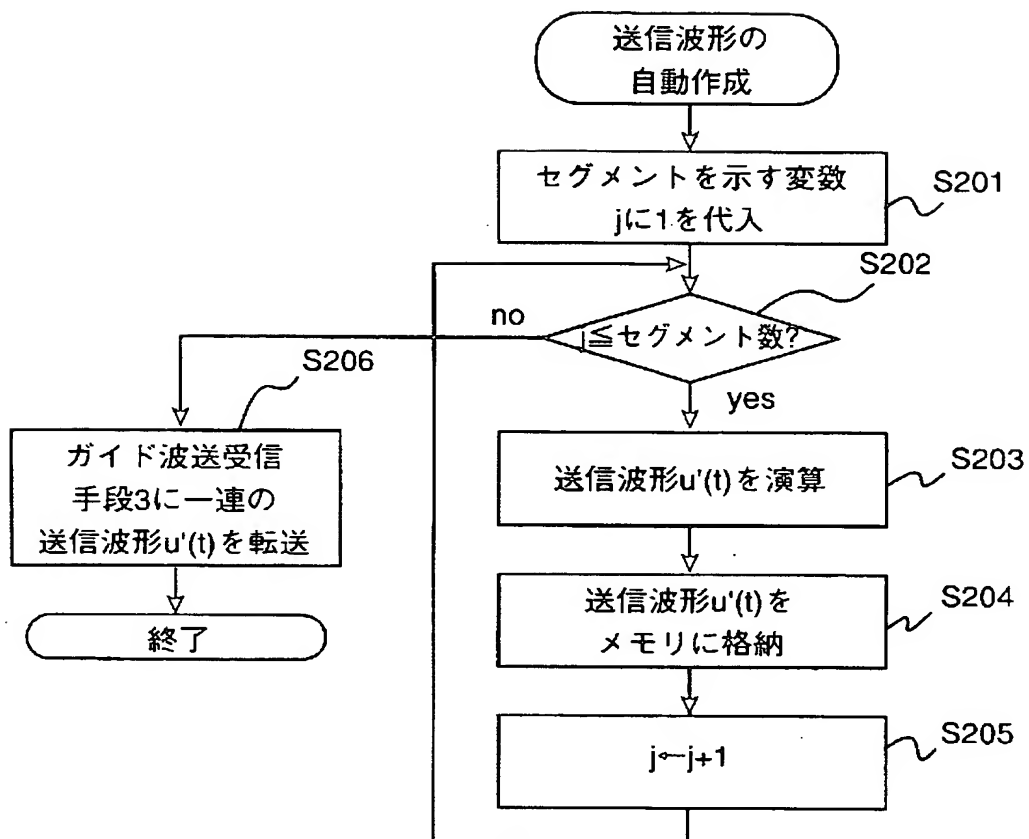 送信波形の
自動作成
セグメントを示す変数
jに1を代入
S201
S202
j≦セグメント数?
no
yes
S206
ガイド波送受信
手段3に一連の
送信波形u'(t)を転送
終了
送信波形u'(t)を演算
S203
送信波形u'(t)を
メモリに格納
S204
j←j+1
S205